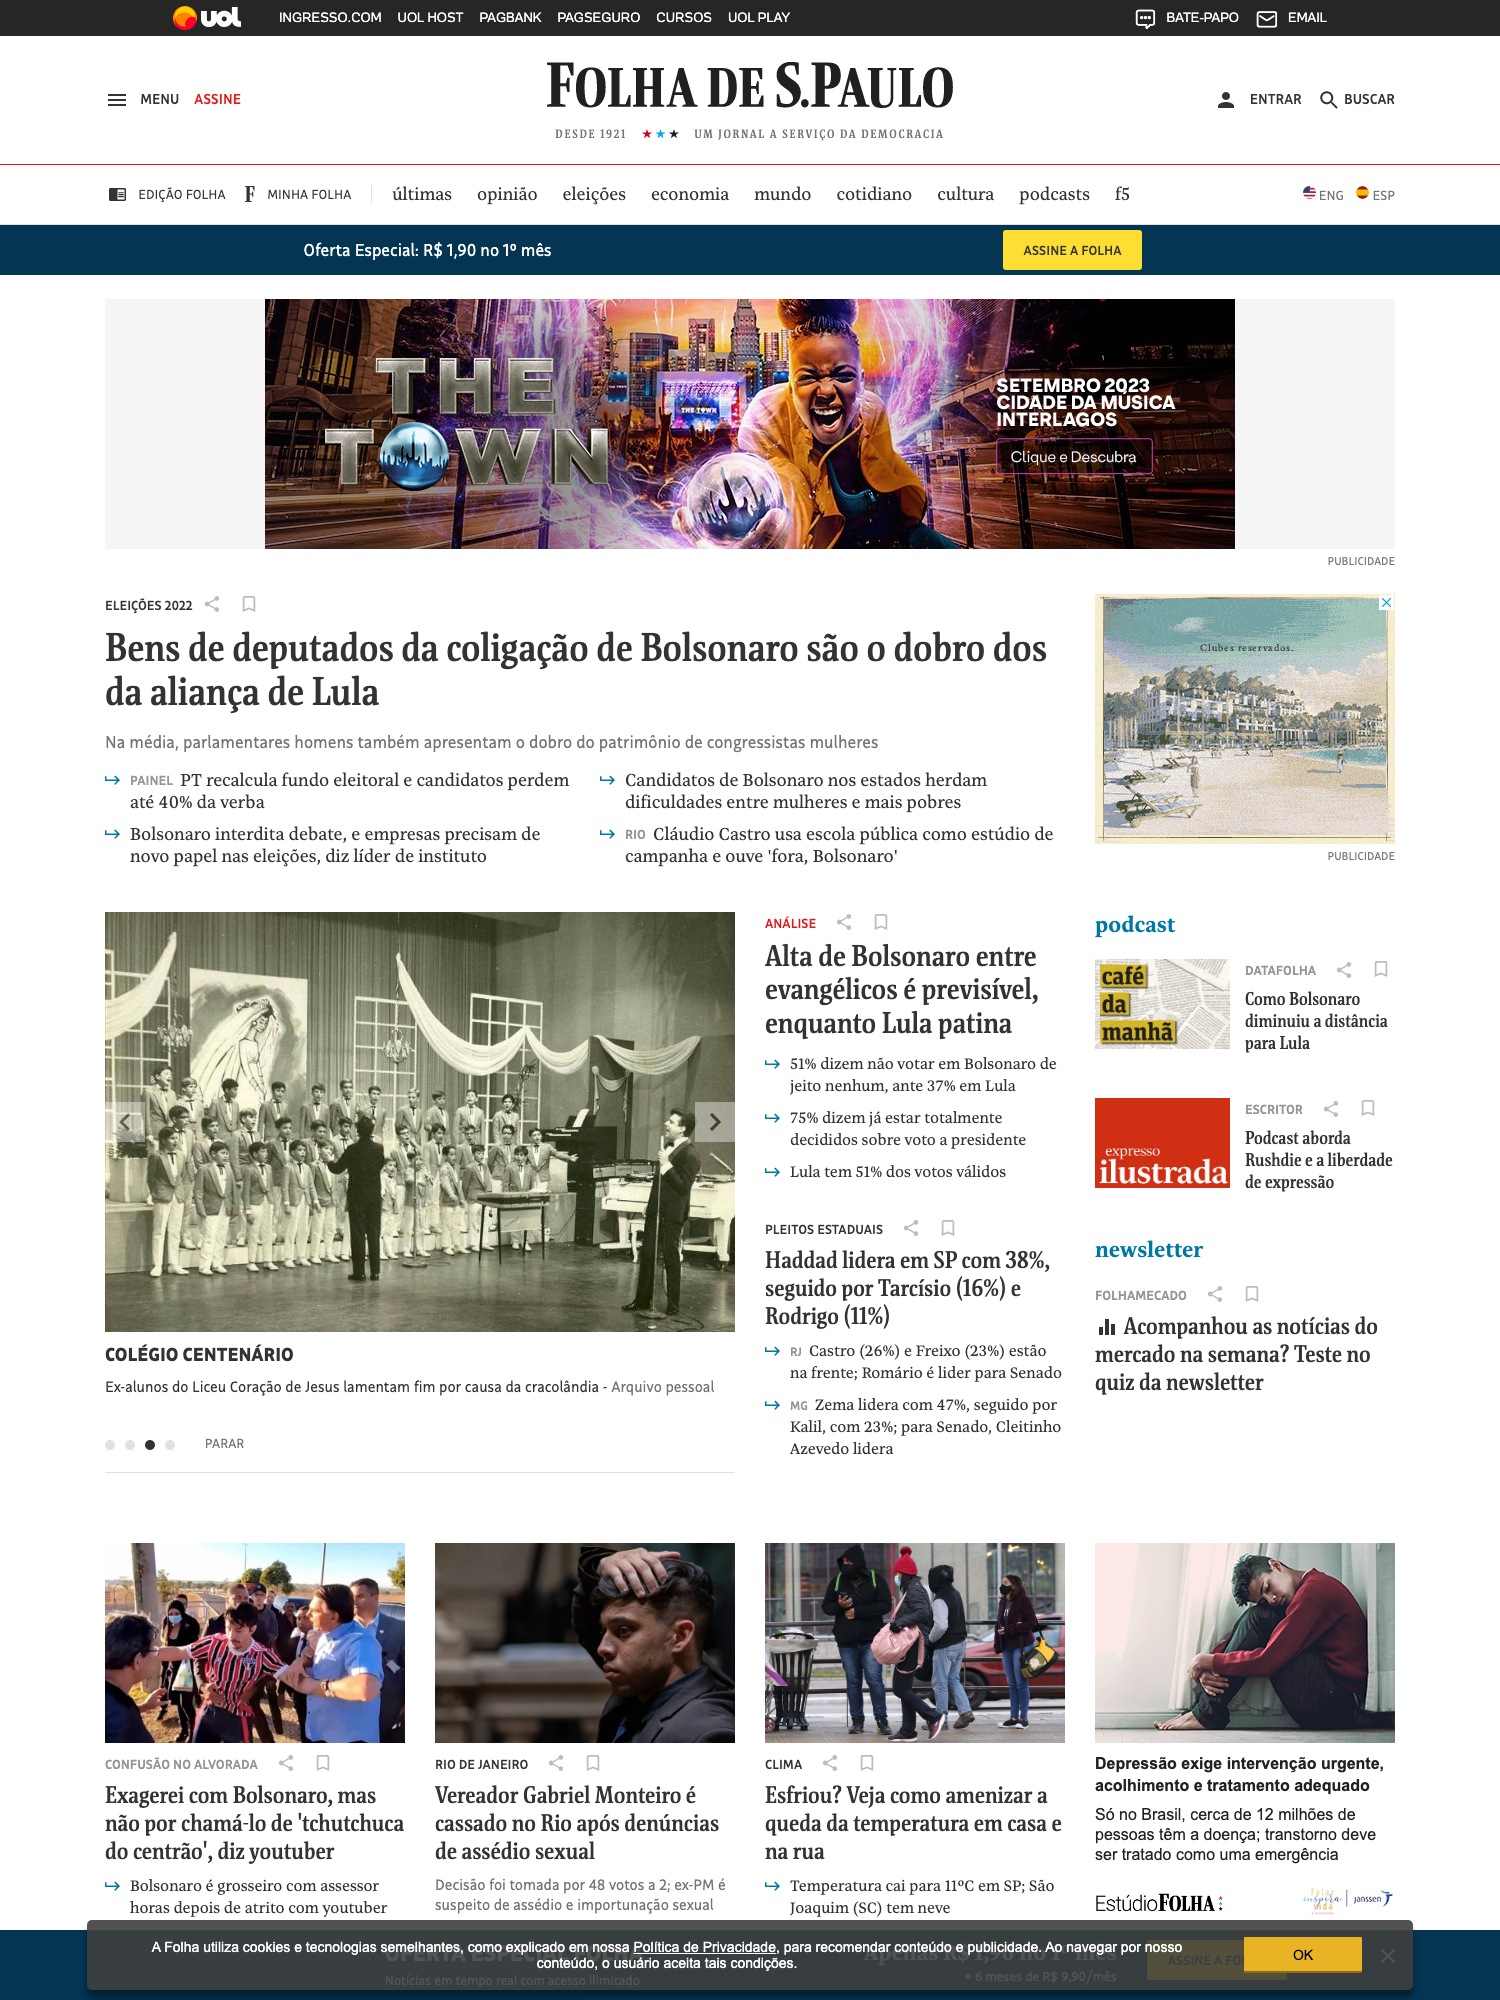 uol INGRESSO.COM UOL HOST PAGBANK PAGSEGURO CURSOS UOL PLAY BATE-PAPO EMAIL
MENU ASSINE
FOLHA DE S.PAULO
DESDE 1921 ★★★ UM JORNAL A SERVIÇO DA DEMOCRACIA
ENTRAR BUSCAR
EDIÇÃO FOLHA F MINHA FOLHA últimas opinião eleições economia mundo cotidiano cultura podcasts f5 ENG ESP
Oferta Especial: R$ 1,90 no 1º mês ASSINE A FOLHA
THE
TOWN
THE TOWN
SETEMBRO 2023
CIDADE DA MÚSICA
INTERLAGOS
Clique e Descubra
PUBLICIDADE
ELEIÇÕES 2022
Bens de deputados da coligação de Bolsonaro são o dobro dos
da aliança de Lula
Na média, parlamentares homens também apresentam o dobro do patrimônio de congressistas mulheres
PAINEL PT recalcula fundo eleitoral e candidatos perdem
até 40% da verba
Bolsonaro interdita debate, e empresas precisam de
novo papel nas eleições, diz líder de instituto
Candidatos de Bolsonaro nos estados herdam
dificuldades entre mulheres e mais pobres
RIO Cláudio Castro usa escola pública como estúdio de
campanha e ouve 'fora, Bolsonaro'
Clubes reservados.
PUBLICIDADE
COLÉGIO CENTENÁRIO
Ex-alunos do Liceu Coração de Jesus lamentam fim por causa da cracolândia - Arquivo pessoal
PARAR
ANÁLISE
Alta de Bolsonaro entre
evangélicos é previsível,
enquanto Lula patina
51% dizem não votar em Bolsonaro de
jeito nenhum, ante 37% em Lula
75% dizem já estar totalmente
decididos sobre voto a presidente
Lula tem 51% dos votos válidos
PLEITOS ESTADUAIS
Haddad lidera em SP com 38%,
seguido por Tarcísio (16%) e
Rodrigo (11%)
RJ Castro (26%) e Freixo (23%) estão
na frente; Romário é lider para Senado
MG Zema lidera com 47%, seguido por
Kalil, com 23%; para Senado, Cleitinho
Azevedo lidera
podcast
café
da
manhã
DATAFOLHA
Como Bolsonaro
diminuiu a distância
para Lula
expresso
ilustrada
ESCRITOR
Podcast aborda
Rushdie e a liberdade
de expressão
newsletter
FOLHAMECADO
Acompanhou as notícias do
mercado na semana? Teste no
quiz da newsletter
CONFUSÃO NO ALVORADA
Exagerei com Bolsonaro, mas
não por chamá-lo de 'tchutchuca
do centrão', diz youtuber
Bolsonaro é grosseiro com assessor
horas depois de atrito com youtuber
RIO DE JANEIRO
Vereador Gabriel Monteiro é
cassado no Rio após denúncias
de assédio sexual
Decisão foi tomada por 48 votos a 2; ex-PM é
suspeito de assédio e importunação sexual
CLIMA
Esfriou? Veja como amenizar a
queda da temperatura em casa e
na rua
Temperatura cai para 11ºC em SP; São
Joaquim (SC) tem neve
Depressão exige intervenção urgente,
acolhimento e tratamento adequado
Só no Brasil, cerca de 12 milhões de
pessoas têm a doença; transtorno deve
ser tratado como uma emergência
EstúdioFOLHA falar inspira vida janssen
A Folha utiliza cookies e tecnologias semelhantes, como explicado em nossa Política de Privacidade, para recomendar conteúdo e publicidade. Ao navegar por nosso
conteúdo, o usuário aceita tais condições.
OK
Apenas R$ 1,90 no 1º mês
Notícias em tempo real com acesso ilimitado
+ 6 meses de R$ 9,90/mês
ASSINE A FO